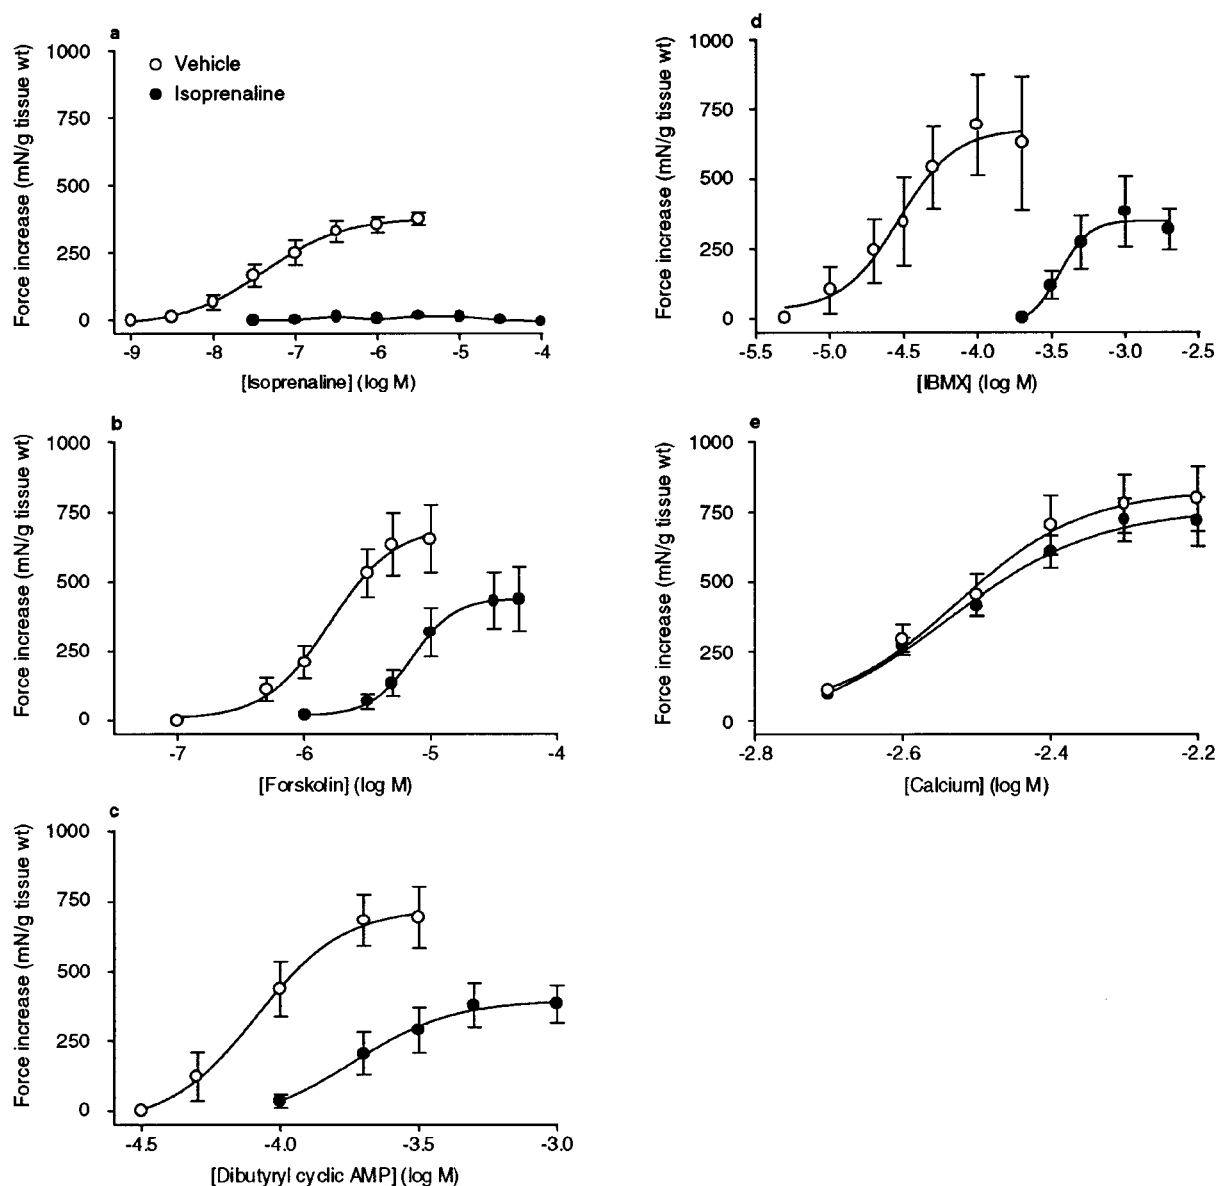 a
1000
750
500
250
0
Force increase (mN/g tissue wt)
Vehicle
Isoprenaline
-9 -8 -7 -6 -5 -4
[Isoprenaline] (log M)
d
1000
750
500
250
0
Force increase (mN/g tissue wt)
-5.5 -5.0 -4.5 -4.0 -3.5 -3.0 -2.5
[IBMX] (log M)
b
1000
750
500
250
0
Force increase (mN/g tissue wt)
-7 -6 -5 -4
[Forskolin] (log M)
e
1000
750
500
250
0
Force increase (mN/g tissue wt)
-2.8 -2.6 -2.4 -2.2
[Calcium] (log M)
c
1000
750
500
250
0
Force increase (mN/g tissue wt)
-4.5 -4.0 -3.5 -3.0
[Dibutyryl cyclic AMP] (log M)